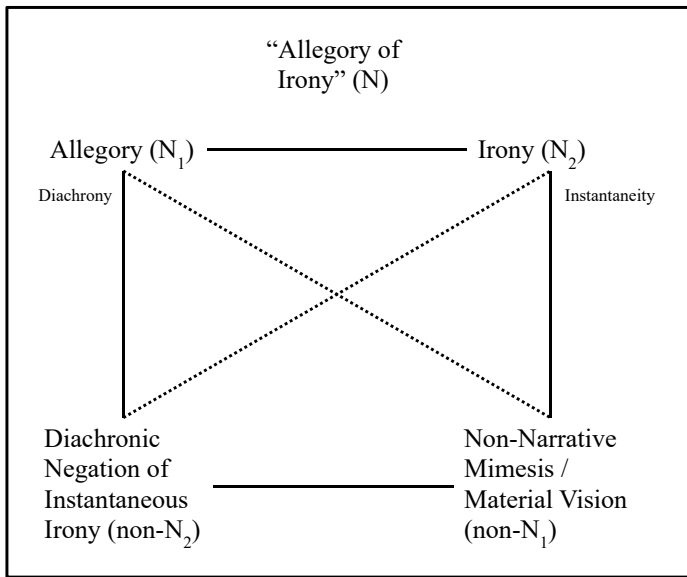 “Allegory of
Irony” (N)
Allegory (N₁)
Irony (N₂)
Diachrony
Instantaneity
Diachronic
Negation of
Instantaneous
Irony (non-N₂)
Non-Narrative
Mimesis /
Material Vision
(non-N₁)